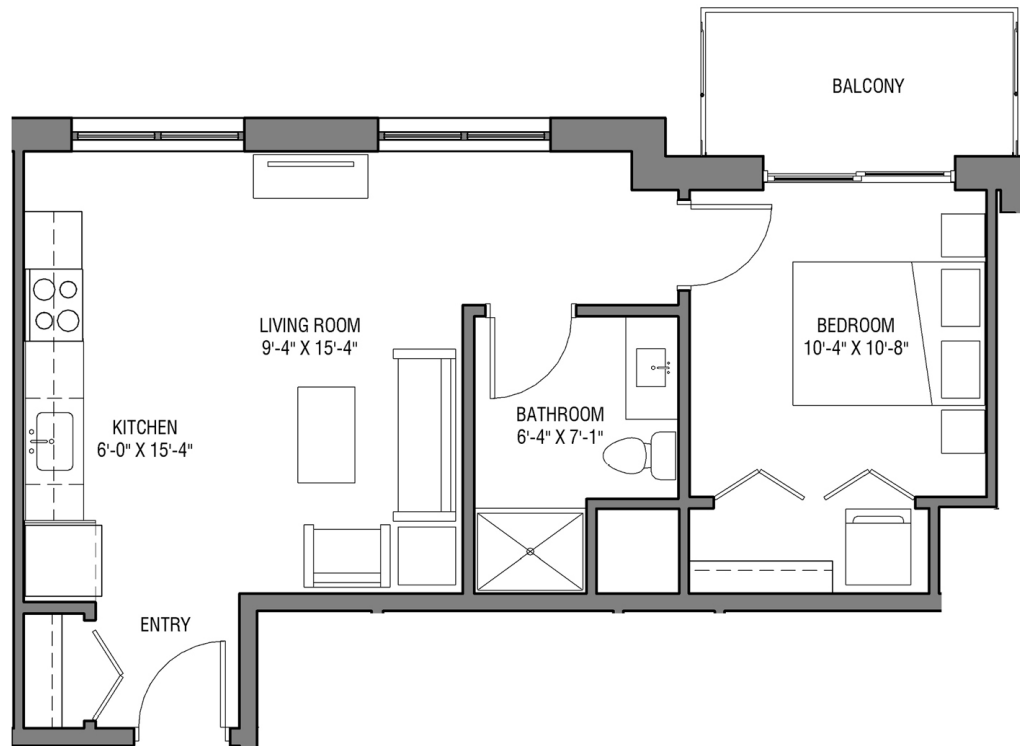 BALCONY
LIVING ROOM
9'-4" X 15'-4"
BEDROOM
10'-4" X 10'-8"
KITCHEN
6'-0" X 15'-4"
BATHROOM
6'-4" X 7'-1"
ENTRY